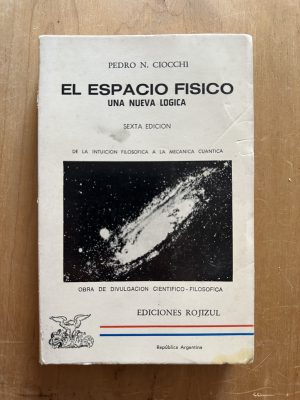 PEDRO N. CIOCCHI
EL ESPACIO FISICO
UNA NUEVA LOGICA
SEXTA EDICION
DE LA INTUICION FILOSOFICA A LA MECANICA CUANTICA
OBRA DE DIVULGACION CIENTIFICO - FILOSOFICA
EDICIONES ROJIZUL
República Argentina